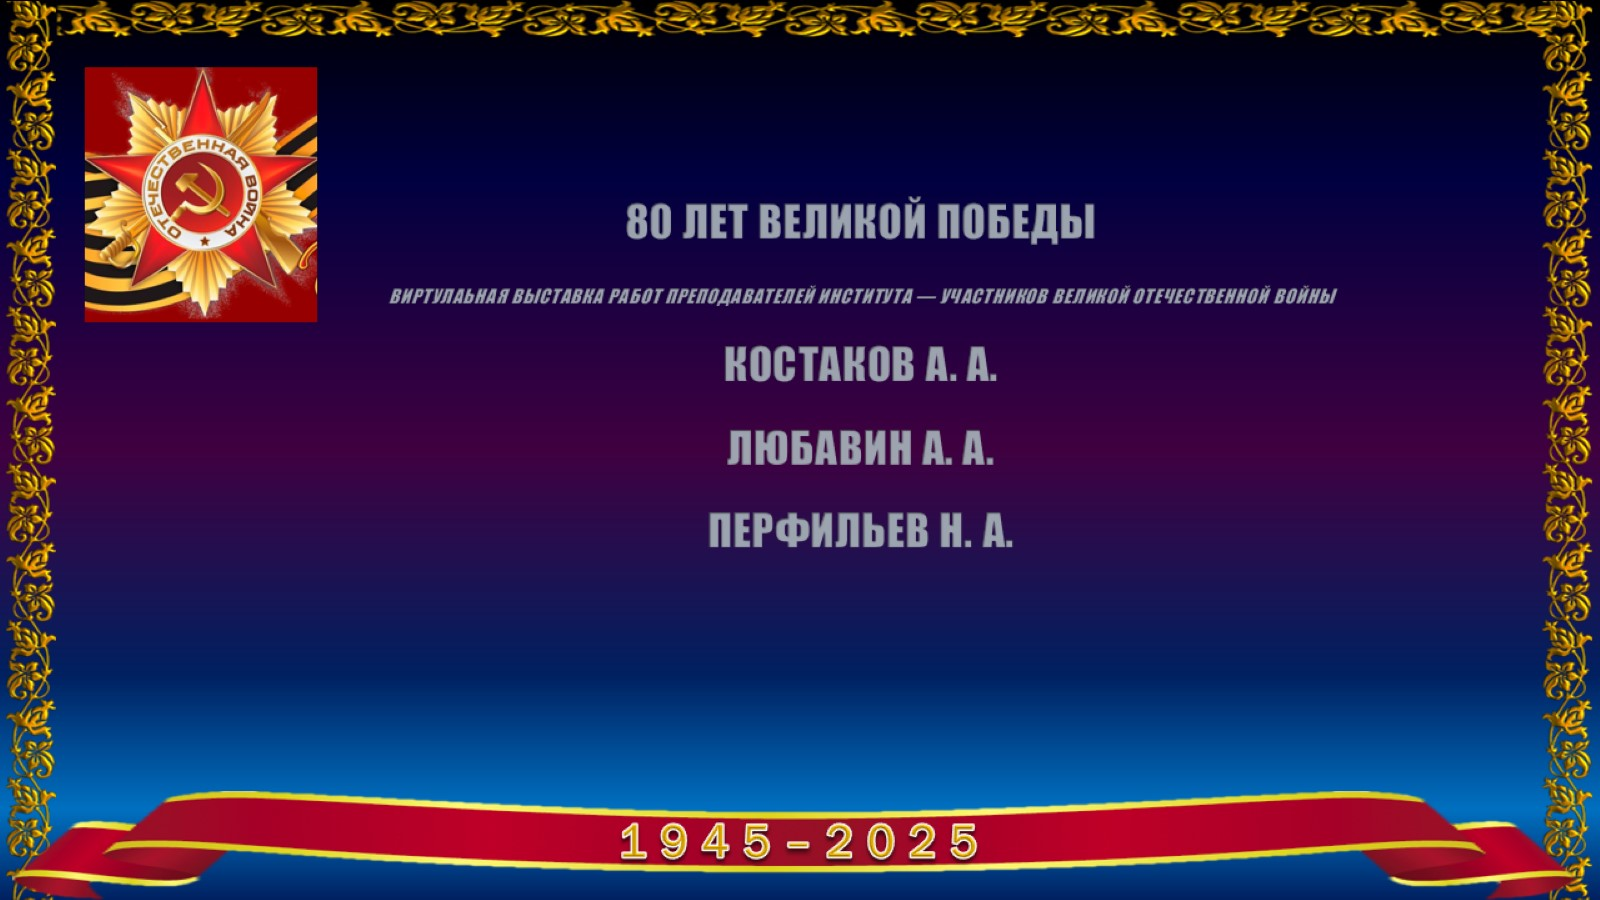 ОТЕЧЕСТВЕННАЯ ВОЙНА
80 ЛЕТ ВЕЛИКОЙ ПОБЕДЫ
ВИРТУЛАЬНАЯ ВЫСТАВКА РАБОТ ПРЕПОДАВАТЕЛЕЙ ИНСТИТУТА — УЧАСТНИКОВ ВЕЛИКОЙ ОТЕЧЕСТВЕННОЙ ВОЙНЫ
КОСТАКОВ А. А.
ЛЮБАВИН А. А.
ПЕРФИЛЬЕВ Н. А.
1945–2025